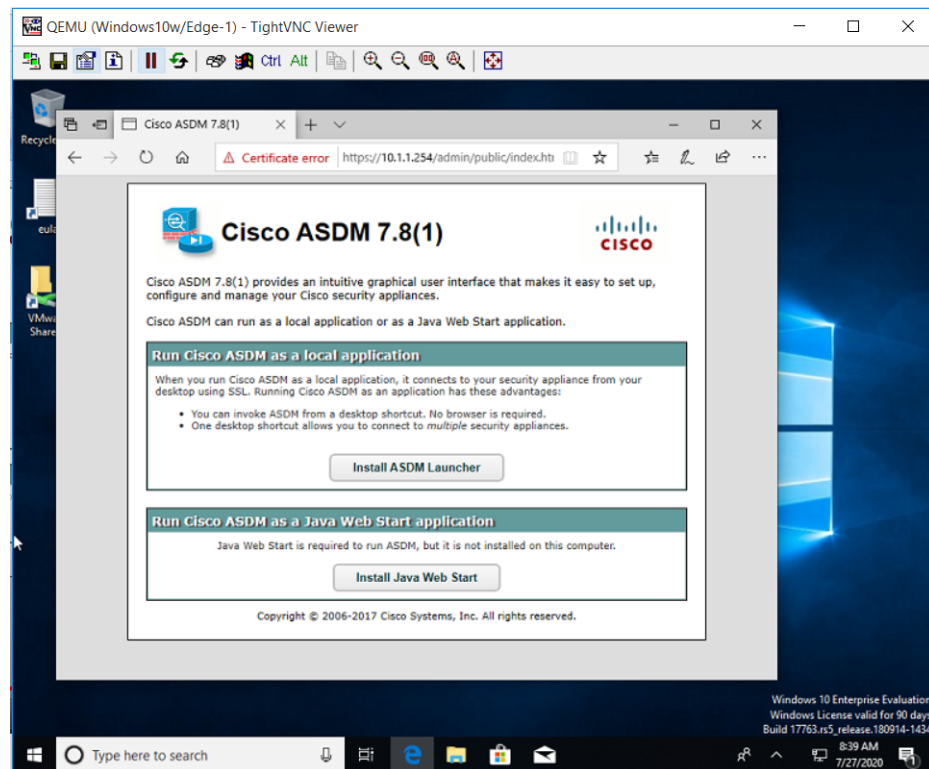 QEMU (Windows10w/Edge-1) - TightVNC Viewer
Ctrl Alt
Recycle
Cisco ASDM 7.8(1)
Certificate error https://10.1.1.254/admin/public/index.ht
eula
VMwa
Share
Cisco ASDM 7.8(1)
CISCO
Cisco ASDM 7.8(1) provides an intuitive graphical user interface that makes it easy to set up,
configure and manage your Cisco security appliances.
Cisco ASDM can run as a local application or as a Java Web Start application.
Run Cisco ASDM as a local application
When you run Cisco ASDM as a local application, it connects to your security appliance from your
desktop using SSL. Running Cisco ASDM as an application has these advantages:
• You can invoke ASDM from a desktop shortcut. No browser is required.
• One desktop shortcut allows you to connect to multiple security appliances.
Install ASDM Launcher
Run Cisco ASDM as a Java Web Start application
Java Web Start is required to run ASDM, but it is not installed on this computer.
Install Java Web Start
Copyright © 2006-2017 Cisco Systems, Inc. All rights reserved.
Windows 10 Enterprise Evaluation
Windows License valid for 90 days
Build 17763.rs5_release.180914-1434
Type here to search
8:39 AM
7/27/2020